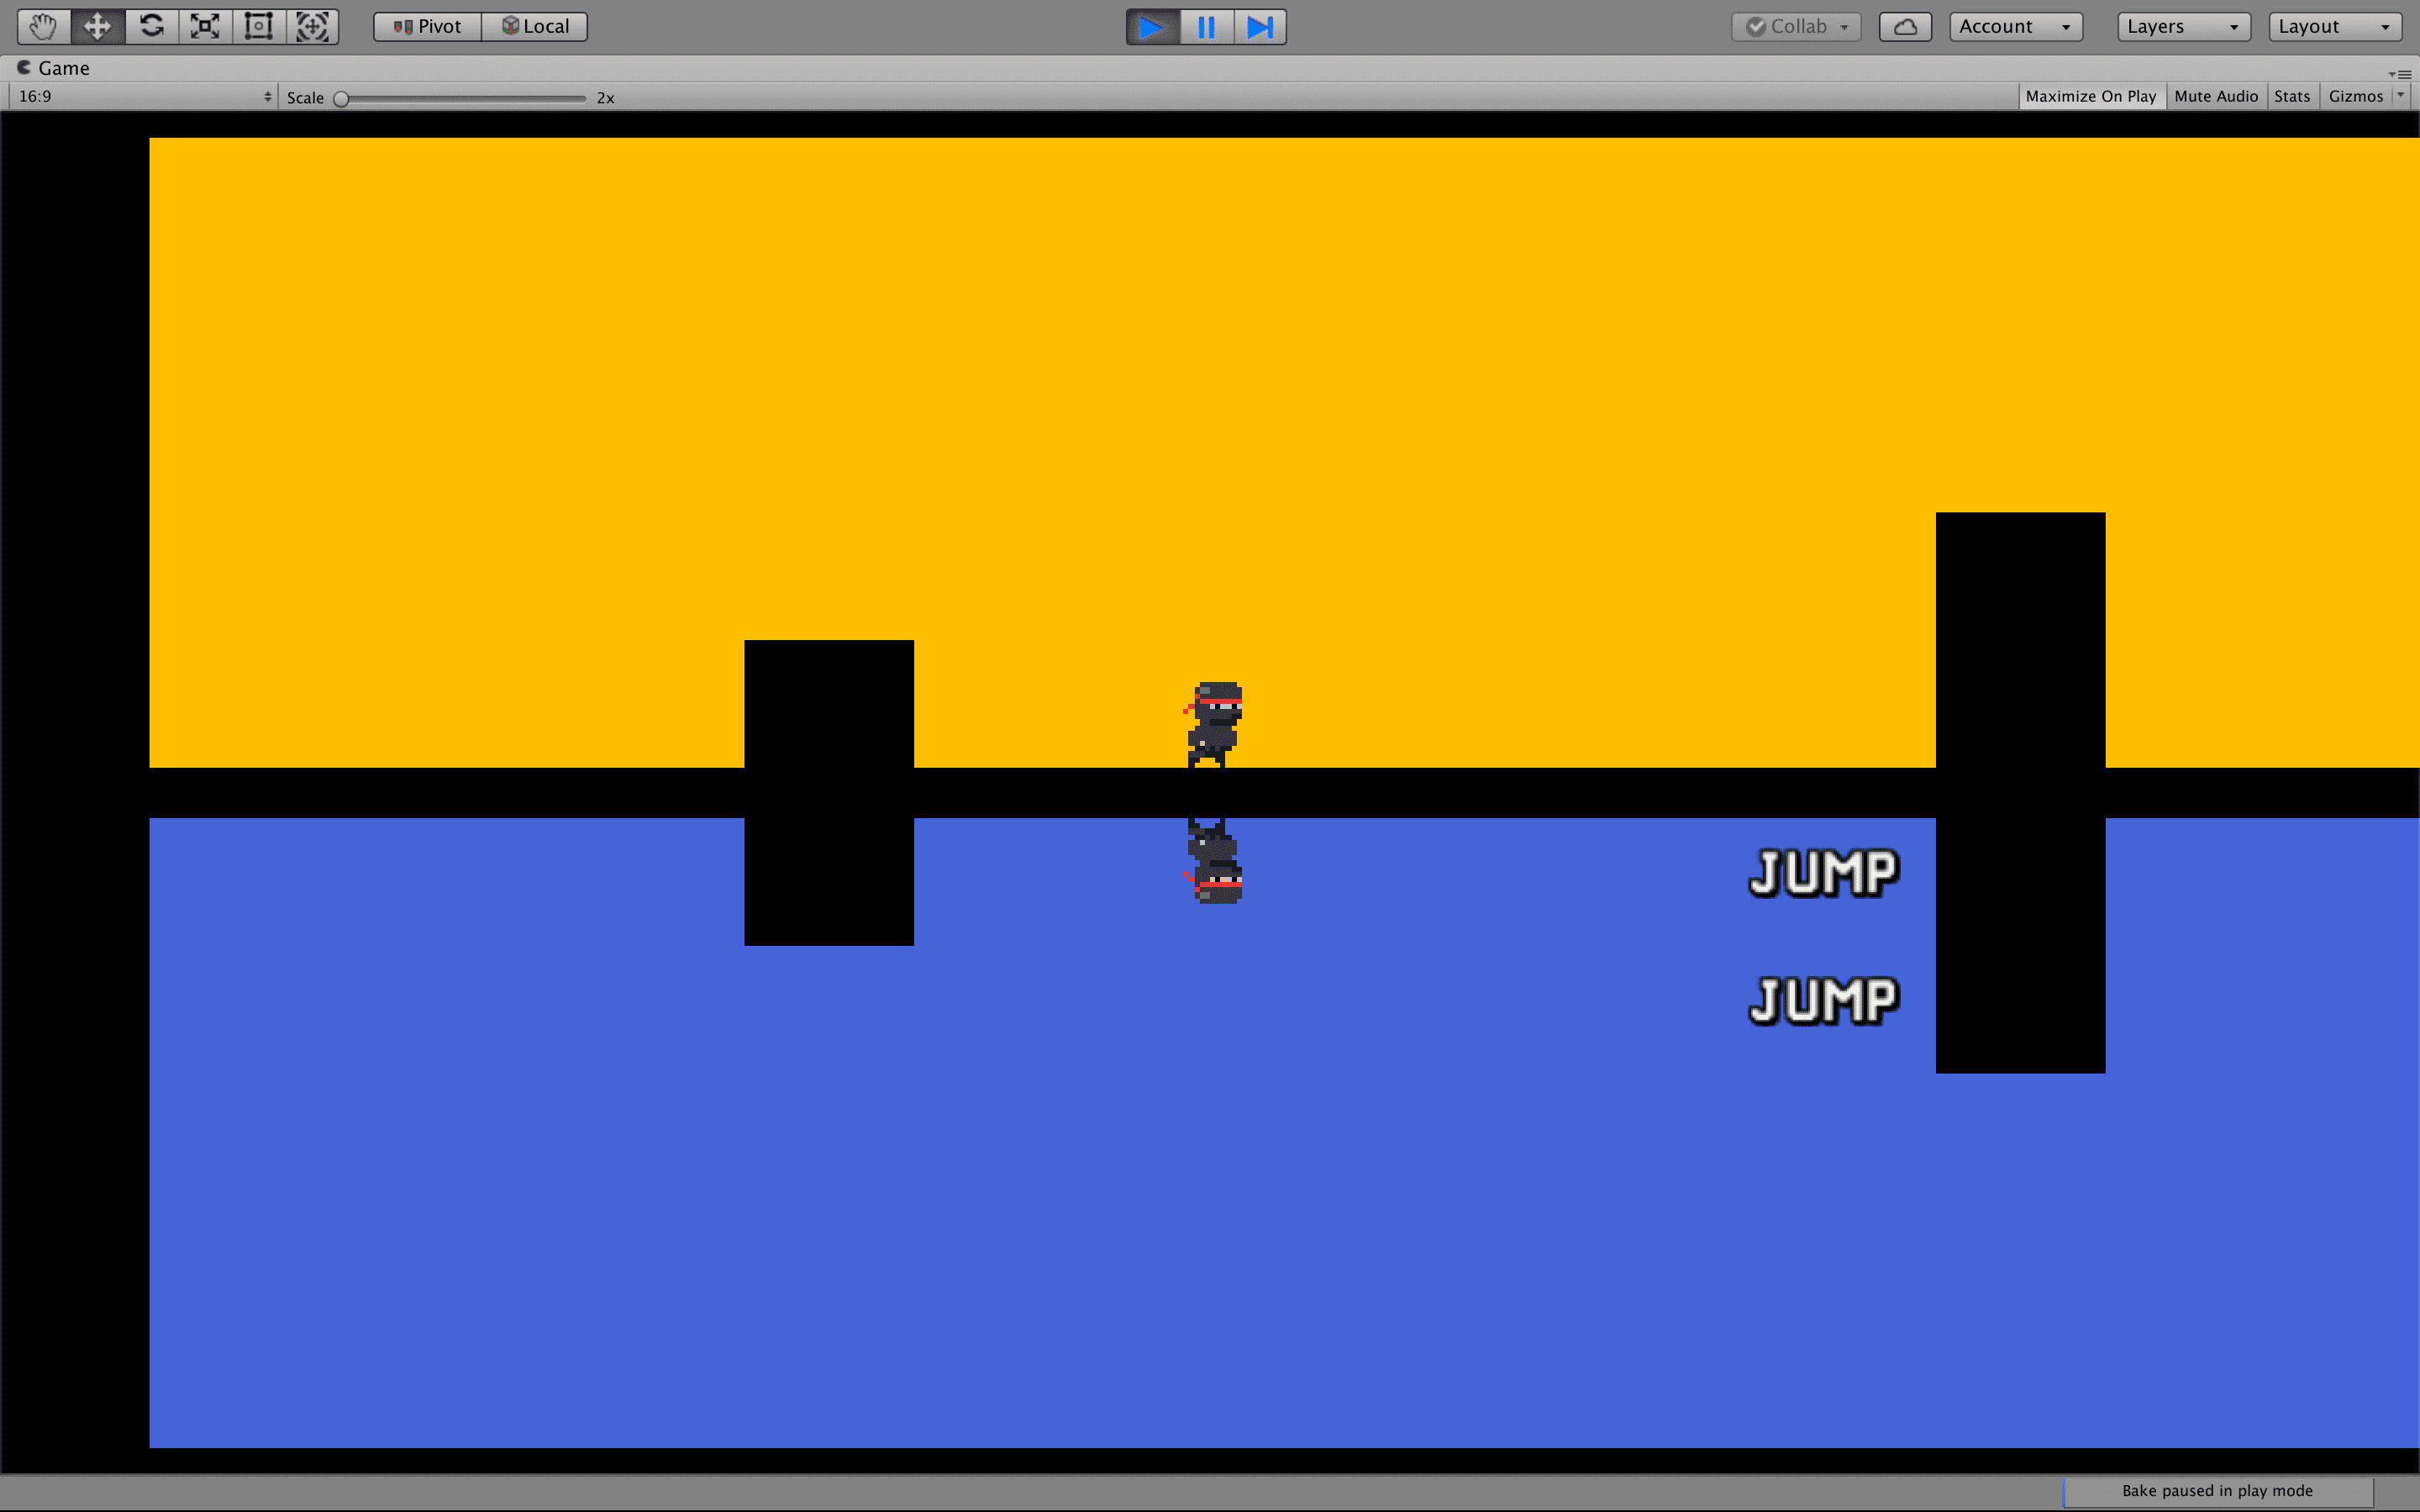 Pivot Local Collab Account Layers Layout
Game
16:9 Scale 2x Maximize On Play Mute Audio Stats Gizmos
JUMP
JUMP
Bake paused in play mode